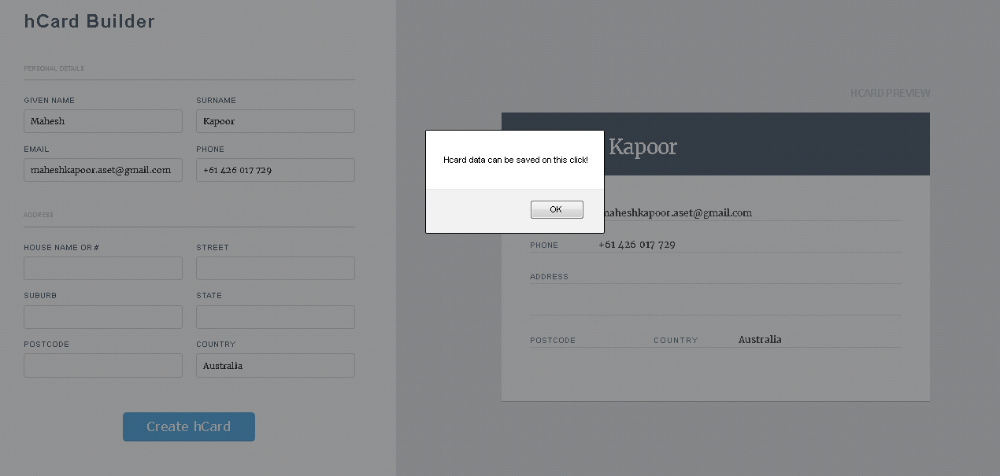 hCard Builder
PERSONAL DETAILS
GIVEN NAME
SURNAME
Mahesh
Kapoor
EMAIL
PHONE
maheshkapoor.aset@gmail.com
+61 426 017 729
ADDRESS
HOUSE NAME OR #
STREET
SUBURB
STATE
POSTCODE
COUNTRY
Australia
Create hCard
HCARD PREVIEW
Kapoor
Hcard data can be saved on this click!
OK
maheshkapoor.aset@gmail.com
PHONE +61 426 017 729
ADDRESS
POSTCODE COUNTRY Australia